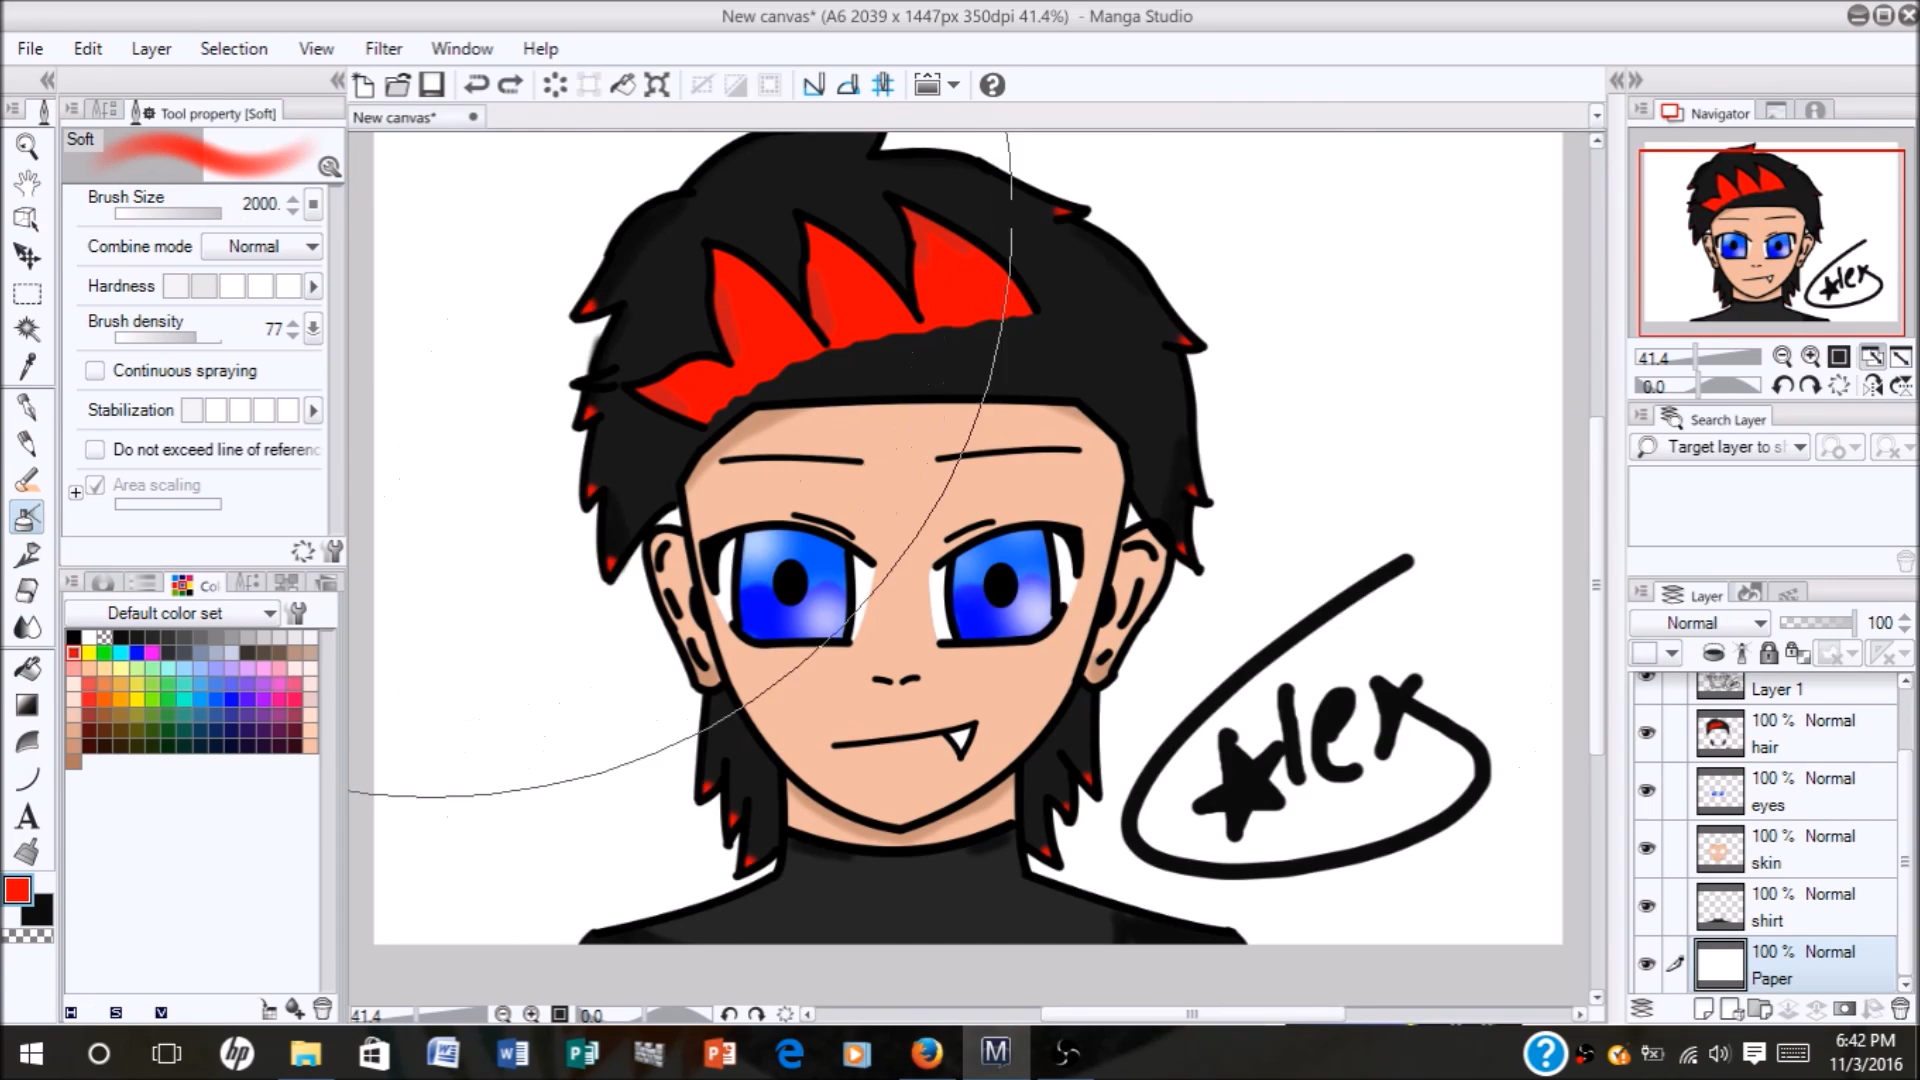 New canvas* (A6 2039 x 1447px 350dpi 41.4%) - Manga Studio
File Edit Layer Selection View Filter Window Help
Tool property [Soft]
New canvas*
Navigator
Soft
Brush Size 2000.
Combine mode Normal
Hardness
Brush density 77
Continuous spraying
Stabilization
Do not exceed line of referenc
Area scaling
41.4
0.0
Search Layer
Target layer to sh
Default color set
Layer
Normal 100
Layer 1
100 % Normal
hair
100 % Normal
eyes
100 % Normal
skin
100 % Normal
shirt
100 % Normal
Paper
Alex
H S V
41.4 0.0
6:42 PM
11/3/2016